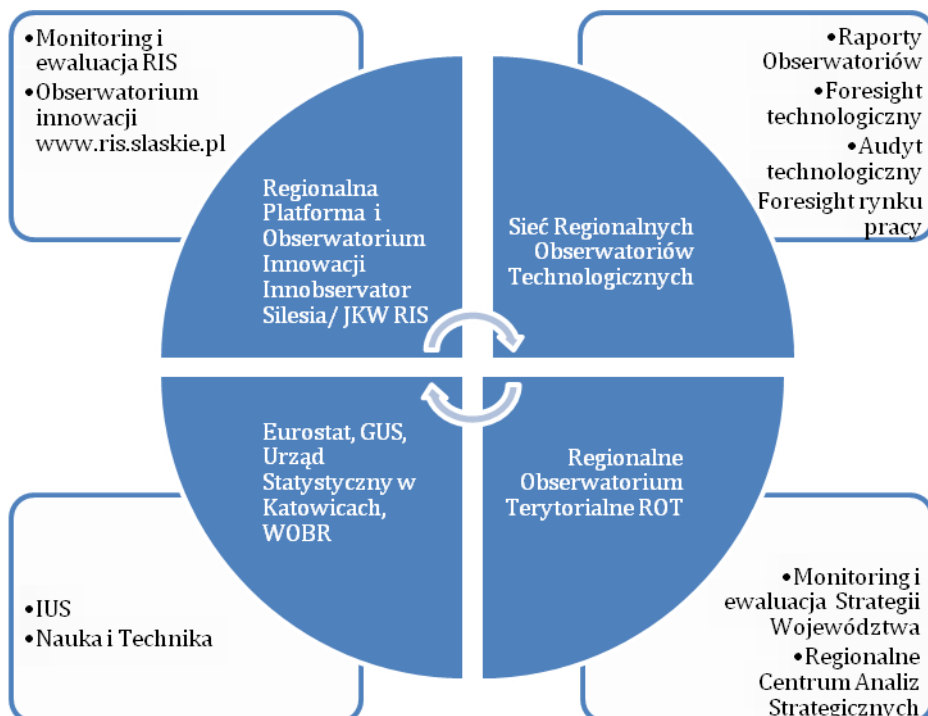 •Monitoring i
ewaluacja RIS
•Obserwatorium
innowacji
www.ris.slaskie.pl
•Raporty
Obserwatoriów
•Foresight
technologiczny
•Audyt
technologiczny
Foresight rynku
pracy
Regionalna
Platforma i
Obserwatorium
Innowacji
Innobservator
Silesia/ JKW RIS
Sieć Regionalnych
Obserwatoriów
Technologicznych
Eurostat, GUS,
Urząd
Statystyczny w
Katowicach,
WOBR
Regionalne
Obserwatorium
Terytorialne ROT
•IUS
•Nauka i Technika
•Monitoring i
ewaluacja Strategii
Województwa
•Regionalne
Centrum Analiz
Strategicznych